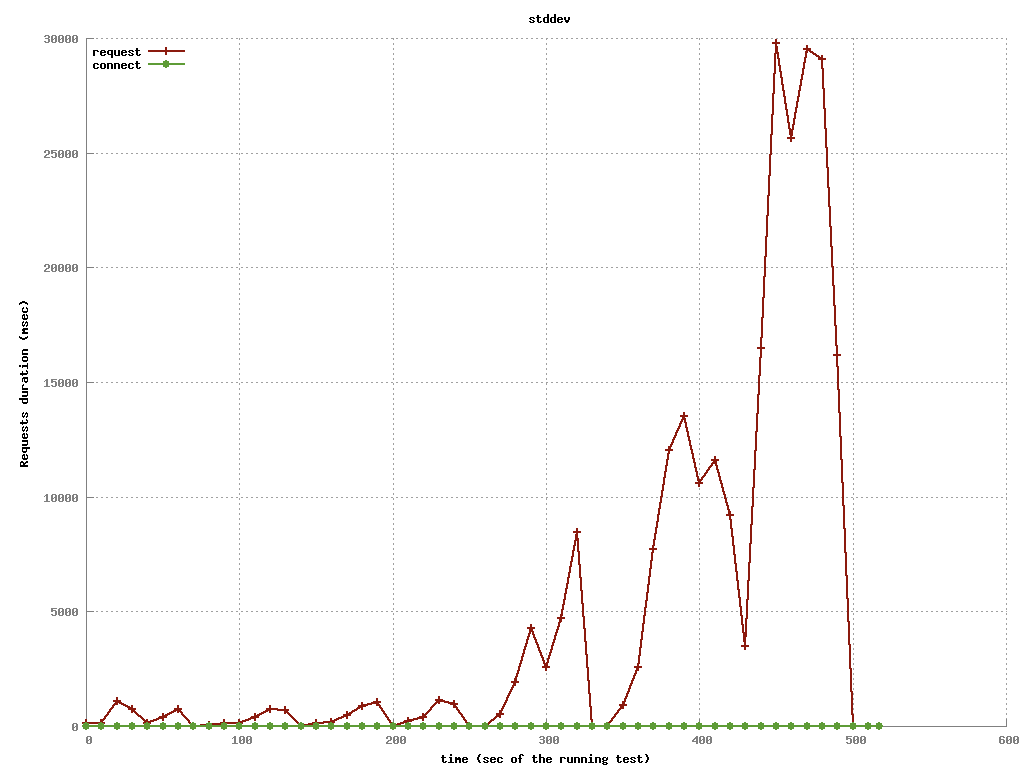 stddev
request
connect
30000
25000
20000
15000
10000
5000
0
Requests duration (msec)
0 100 200 300 400 500 600
time (sec of the running test)